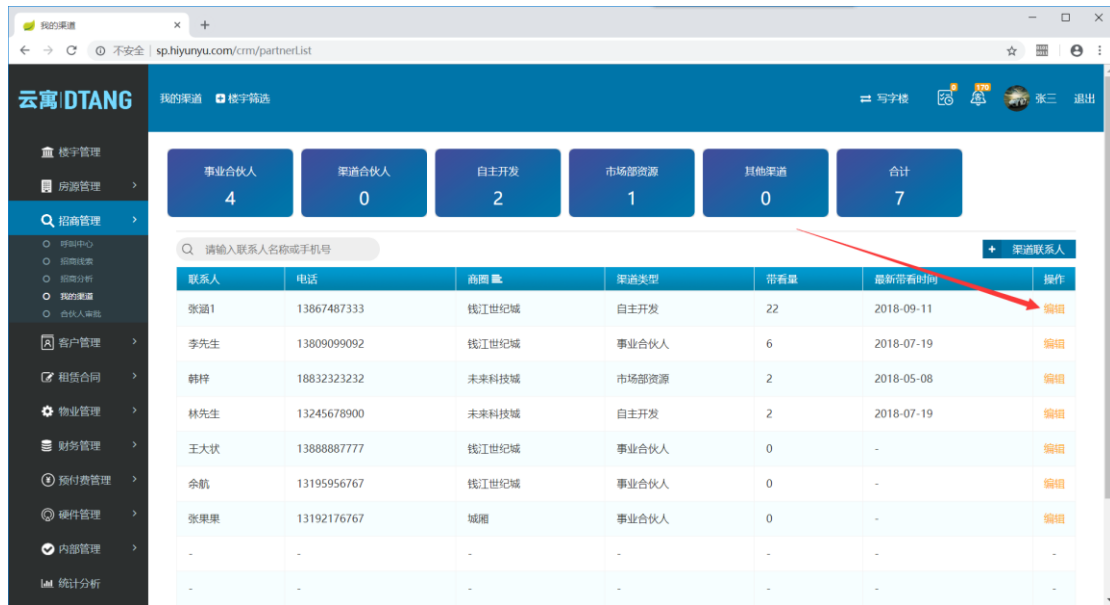 我的渠道
不安全 | sp.hiyunyu.com/crm/partnerList
云寓|DTANG
我的渠道 楼宇筛选
写字楼 0 170 张三 退出
楼宇管理
房源管理
招商管理
呼叫中心
招商线索
招商分析
我的渠道
合伙人审批
客户管理
租赁合同
物业管理
财务管理
预付费管理
硬件管理
内部管理
统计分析
事业合伙人 渠道合伙人 自主开发 市场部资源 其他渠道 合计
4 0 2 1 0 7
请输入联系人名称或手机号
+ 渠道联系人
联系人 电话 商圈 渠道类型 带看量 最新带看时间 操作
张涵1 13867487333 钱江世纪城 自主开发 22 2018-09-11 编辑
李先生 13809099092 钱江世纪城 事业合伙人 6 2018-07-19 编辑
韩梓 18832323232 未来科技城 市场部资源 2 2018-05-08 编辑
林先生 13245678900 未来科技城 自主开发 2 2018-07-19 编辑
王大状 13888887777 钱江世纪城 事业合伙人 0 - 编辑
余航 13195956767 钱江世纪城 事业合伙人 0 - 编辑
张果果 13192176767 城厢 事业合伙人 0 - 编辑
- - - - - - -
- - - - - - -